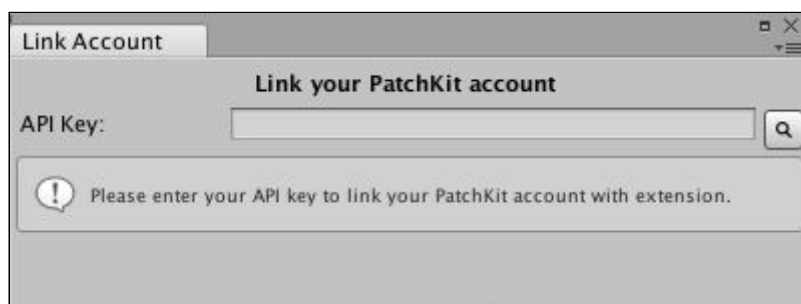 Link Account
Link your PatchKit account
API Key:
Please enter your API key to link your PatchKit account with extension.